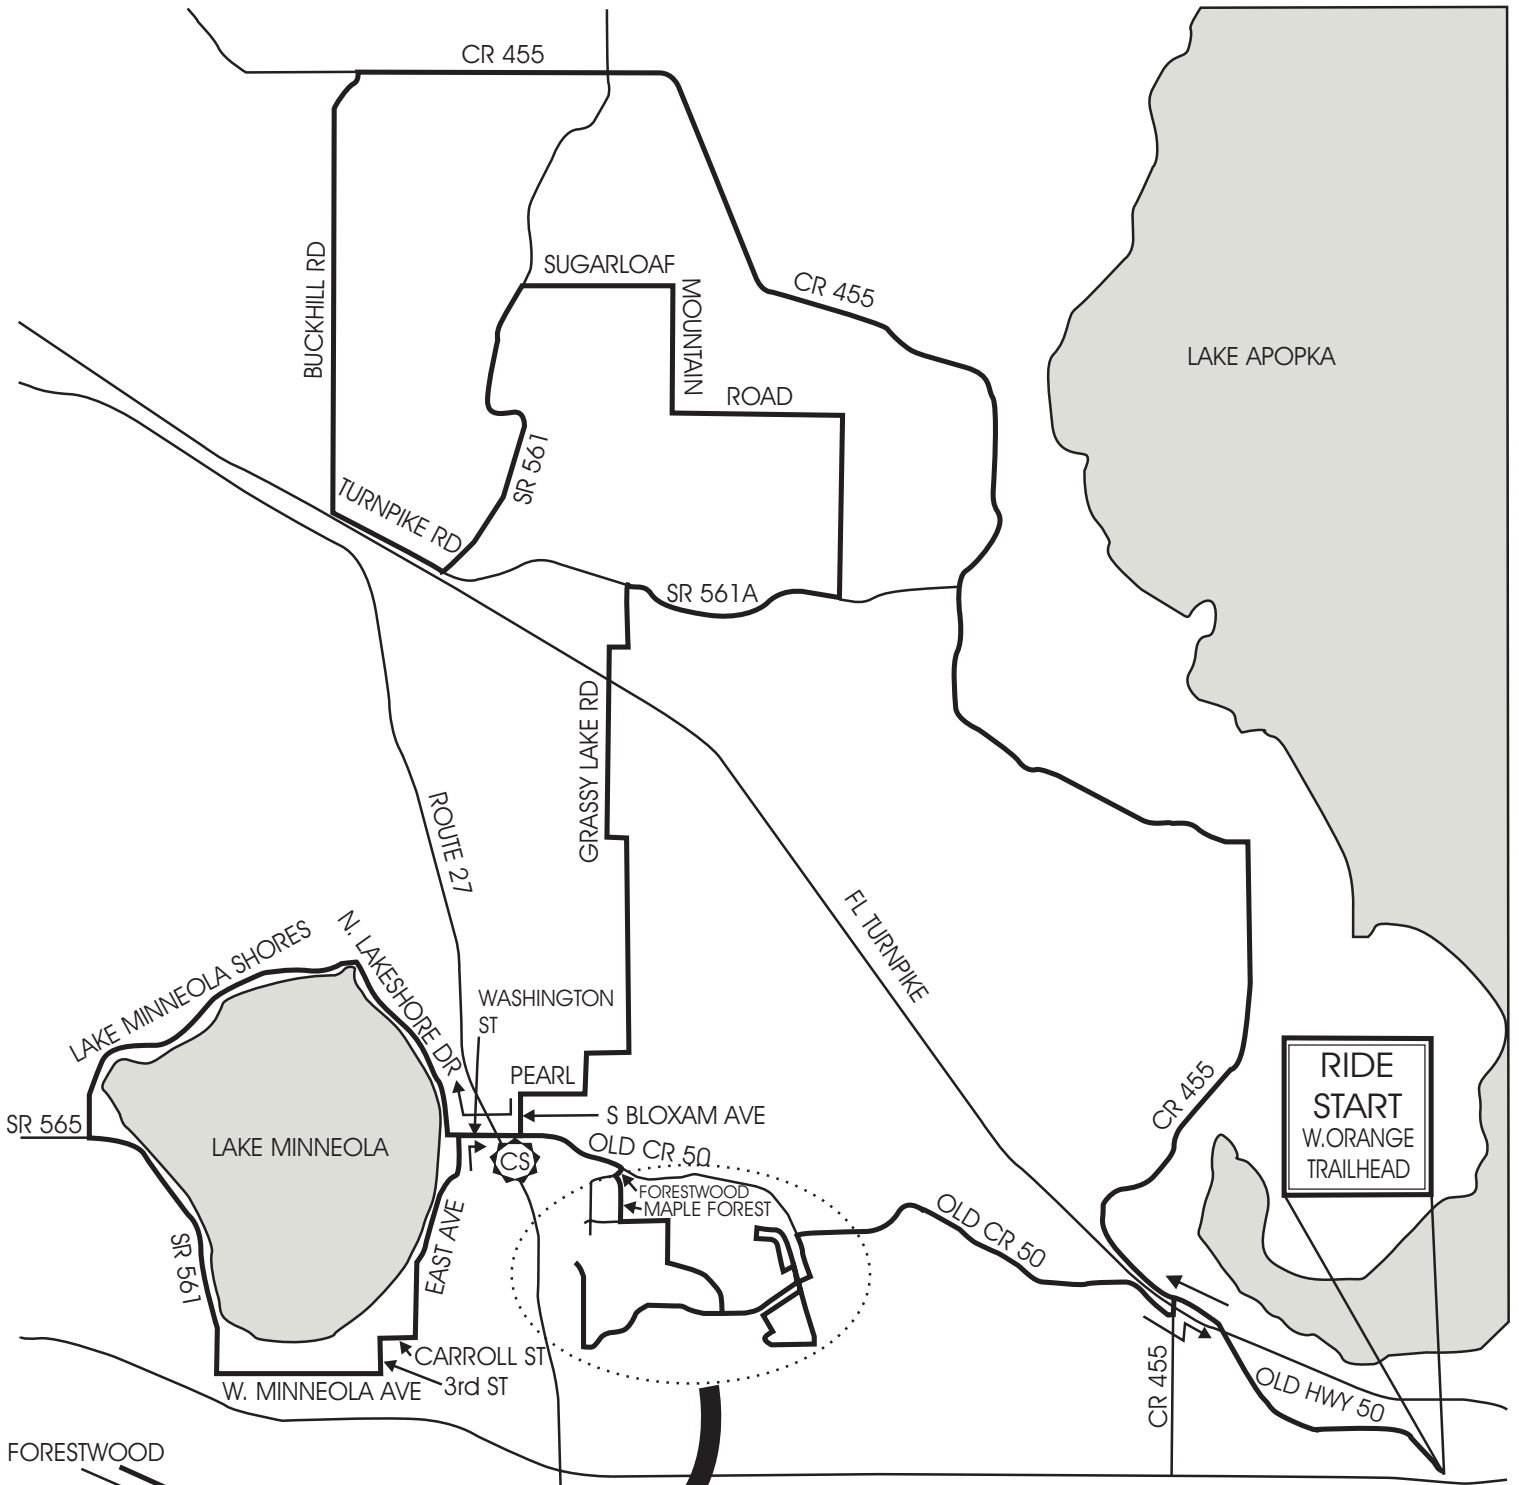 CR 455
SUGARLOAF
MOUNTAIN
ROAD
CR 455
BUCKHILL RD
LAKE APOPKA
TURNPIKE RD
SR 561
SR 561A
GRASSY LAKE RD
ROUTE 27
FL TURNPIKE
N. LAKESHORE DR
LAKE MINNEOLA SHORES
WASHINGTON
ST
PEARL
S BLOXAM AVE
SR 565
LAKE MINNEOLA
CS
OLD CR 50
FORESTWOOD
MAPLE FOREST
CR 455
RIDE
START
W.ORANGE
TRAILHEAD
EAST AVE
SR 561
OLD CR 50
CARROLL ST
3rd ST
W. MINNEOLA AVE
CR 455
OLD HWY 50
FORESTWOOD